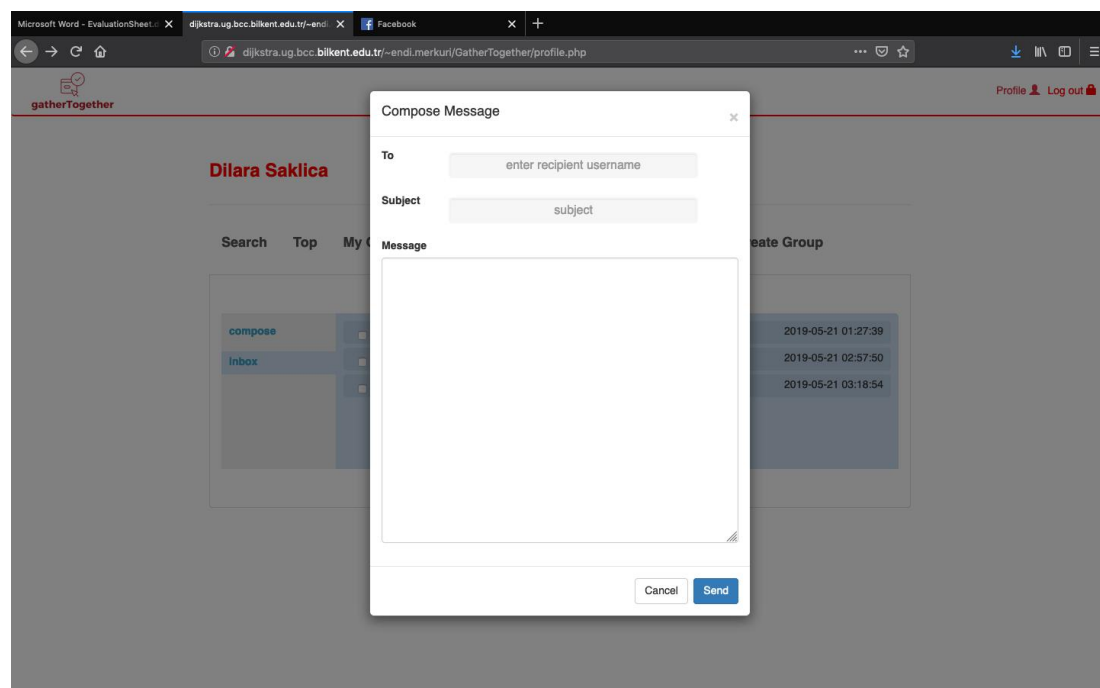 Microsoft Word - EvaluationSheet.d
dijkstra.ug.bcc.bilkent.edu.tr/~endi.
Facebook
dijkstra.ug.bcc.bilkent.edu.tr/~endi.merkuri/GatherTogether/profile.php
gatherTogether
Profile Log out
Compose Message
×
To
enter recipient username
Dilara Saklica
Subject
subject
Search Top My eate Group
Message
compose
2019-05-21 01:27:39
inbox
2019-05-21 02:57:50
2019-05-21 03:18:54
Cancel Send